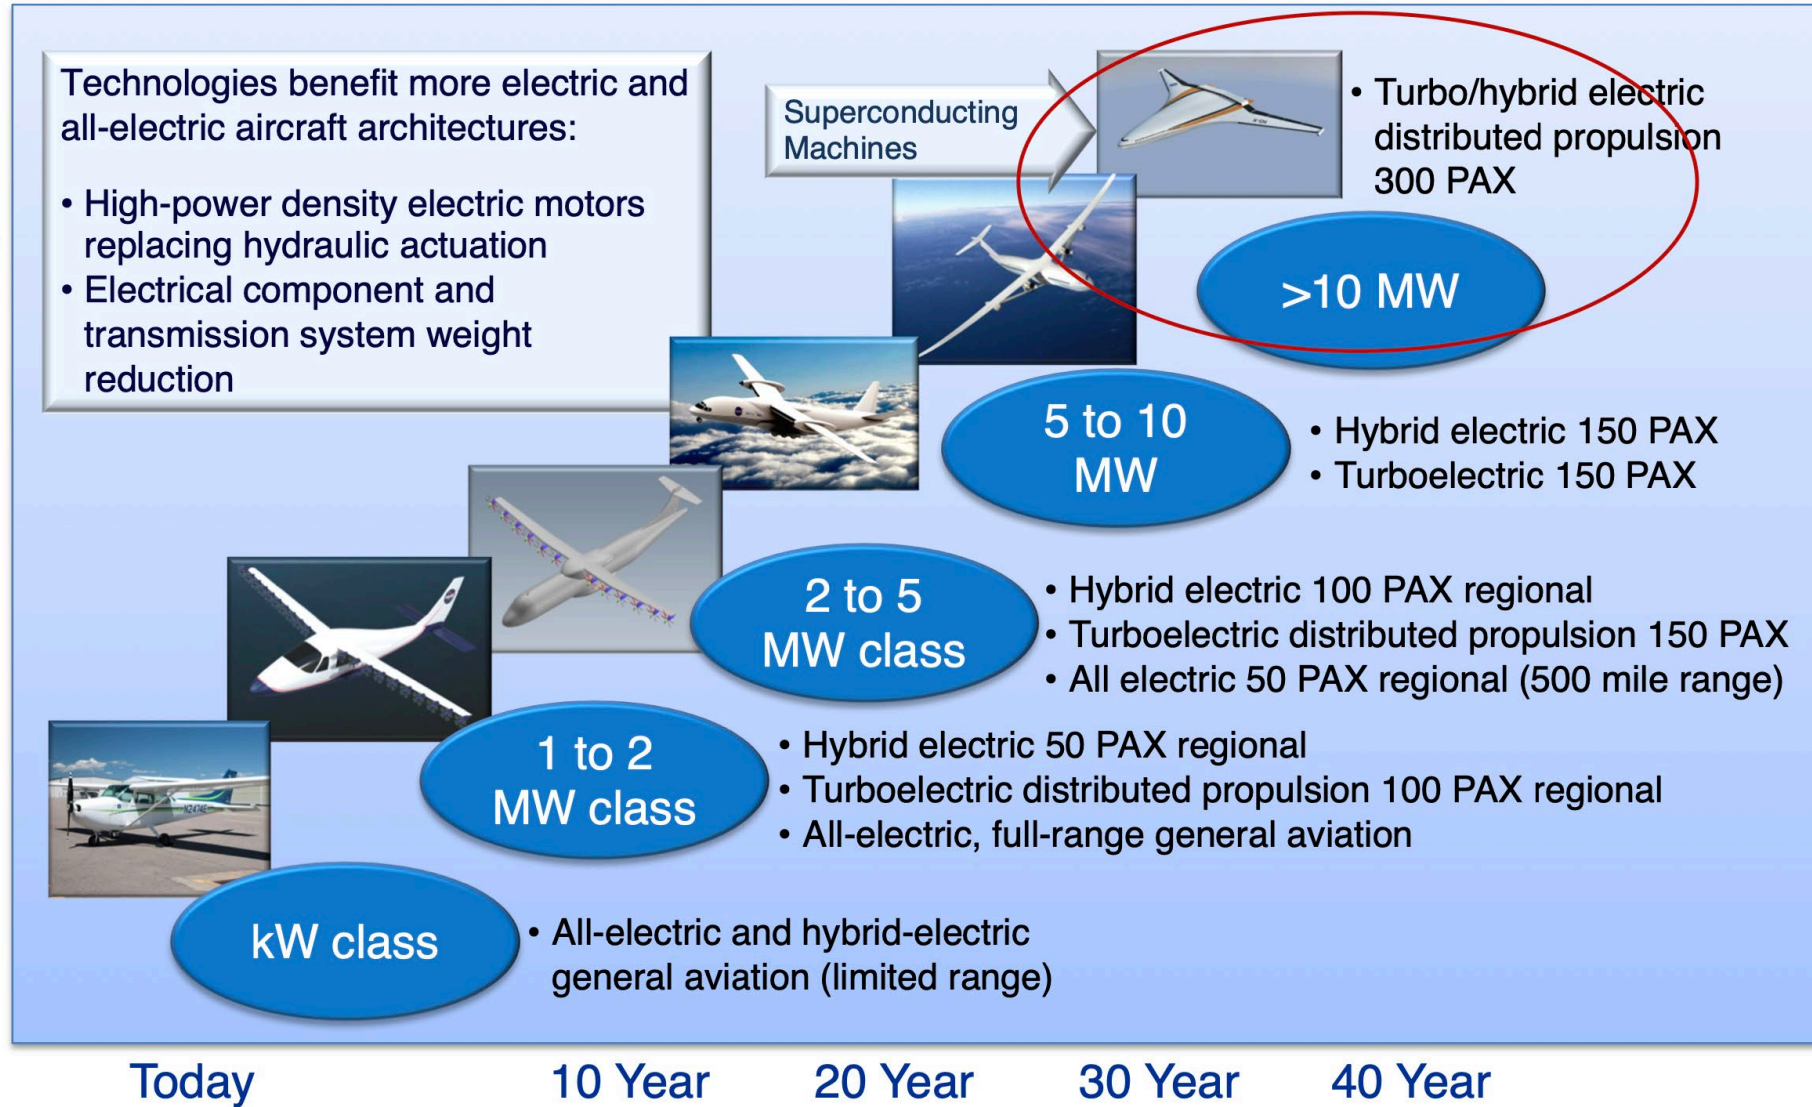 Technologies benefit more electric and
all-electric aircraft architectures:
• High-power density electric motors
replacing hydraulic actuation
• Electrical component and
transmission system weight
reduction
Superconducting
Machines
• Turbo/hybrid electric
distributed propulsion
300 PAX
>10 MW
5 to 10
MW
• Hybrid electric 150 PAX
• Turboelectric 150 PAX
2 to 5
MW class
• Hybrid electric 100 PAX regional
• Turboelectric distributed propulsion 150 PAX
• All electric 50 PAX regional (500 mile range)
1 to 2
MW class
• Hybrid electric 50 PAX regional
• Turboelectric distributed propulsion 100 PAX regional
• All-electric, full-range general aviation
kW class
• All-electric and hybrid-electric
general aviation (limited range)
Today
10 Year
20 Year
30 Year
40 Year